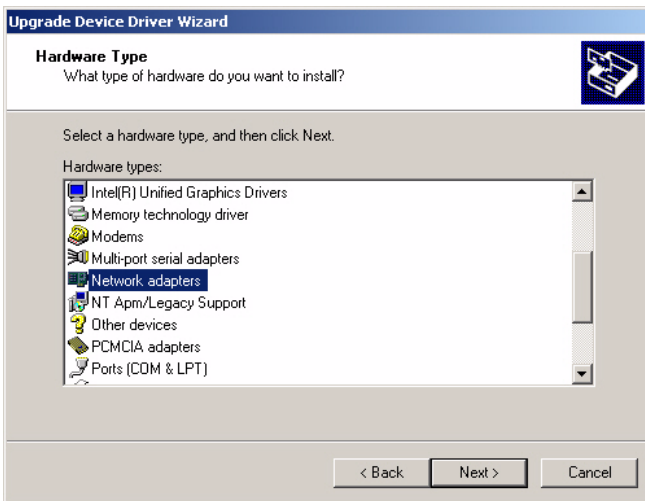 Upgrade Device Driver Wizard
Hardware Type
What type of hardware do you want to install?
Select a hardware type, and then click Next.
Hardware types:
Intel(R) Unified Graphics Drivers
Memory technology driver
Modems
Multi-port serial adapters
Network adapters
NT Apm/Legacy Support
Other devices
PCMCIA adapters
Ports (COM & LPT)
< Back Next > Cancel